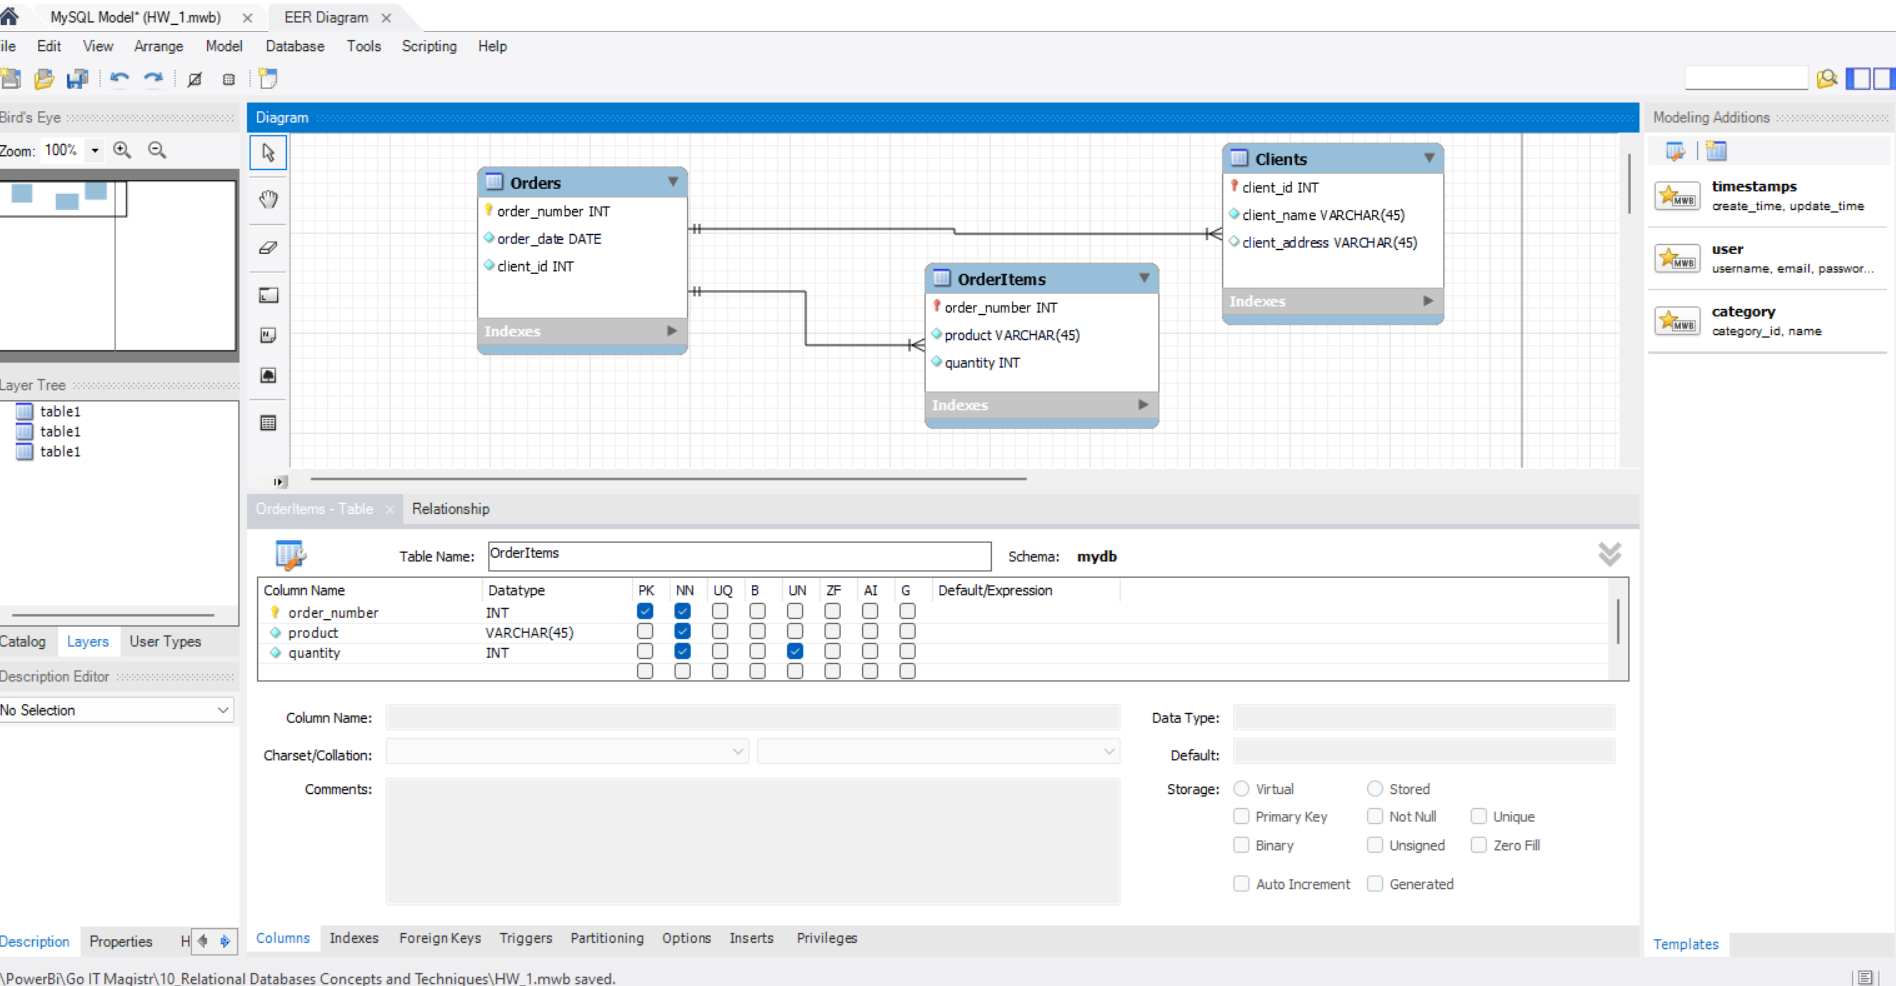 MySQL Model* (HW_1.mwb)
EER Diagram
ile Edit View Arrange Model Database Tools Scripting Help
Bird's Eye
Zoom: 100%
Layer Tree
table1
table1
table1
Catalog Layers User Types
Description Editor
No Selection
Description Properties H
Diagram
Orders
order_number INT
order_date DATE
client_id INT
Indexes
OrderItems
order_number INT
product VARCHAR(45)
quantity INT
Indexes
Clients
client_id INT
client_name VARCHAR(45)
client_address VARCHAR(45)
Indexes
Modeling Additions
timestamps
create_time, update_time
user
username, email, passwor...
category
category_id, name
Templates
OrderItems - Table Relationship
Table Name: OrderItems Schema: mydb
Column Name Datatype PK NN UQ B UN ZF AI G Default/Expression
order_number INT
product VARCHAR(45)
quantity INT
Column Name: Data Type:
Charset/Collation: Default:
Comments: Storage: Virtual Stored
Primary Key Not Null Unique
Binary Unsigned Zero Fill
Auto Increment Generated
Columns Indexes Foreign Keys Triggers Partitioning Options Inserts Privileges
\PowerBi\Go IT Magistr\10_Relational Databases Concepts and Techniques\HW_1.mwb saved.